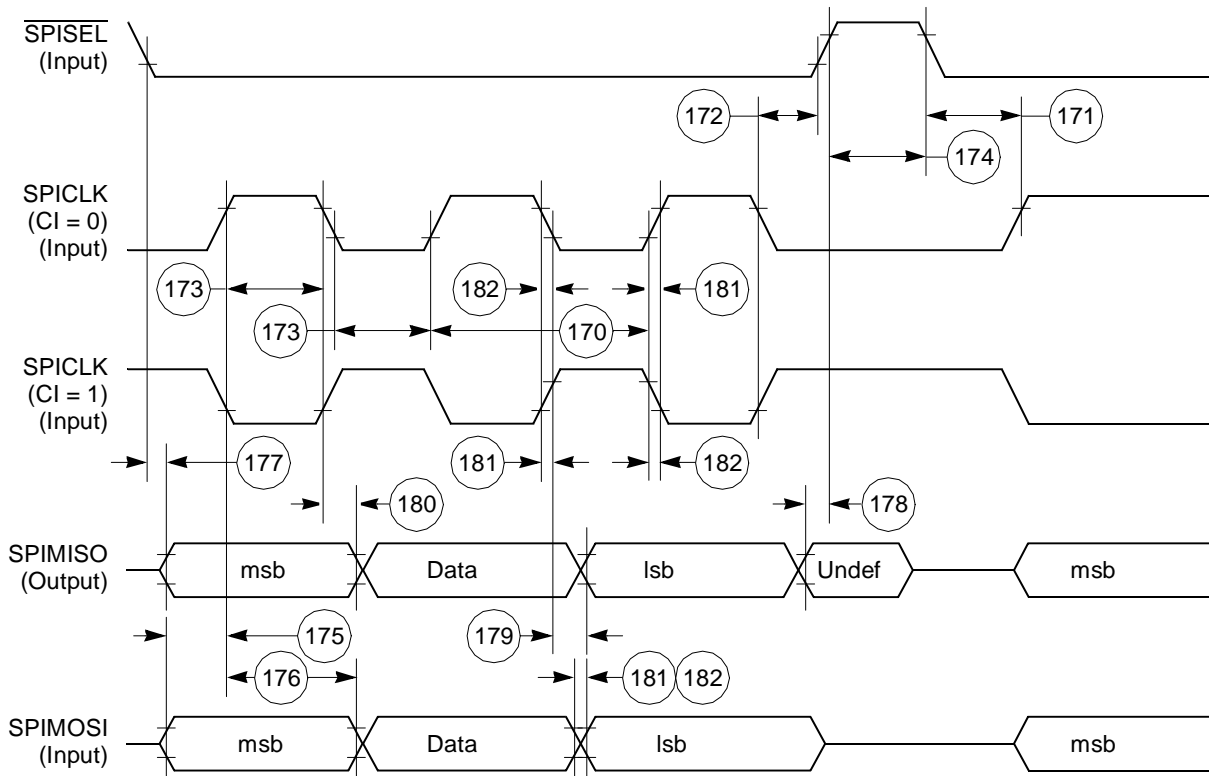 SPISEL
(Input)
172
171
174
SPICLK
(CI = 0)
(Input)
173
182
181
173
170
SPICLK
(CI = 1)
(Input)
177
181
182
180
178
SPIMISO
(Output)
msb
Data
lsb
Undef
msb
175
179
176
181
182
SPIMOSI
(Input)
msb
Data
lsb
msb